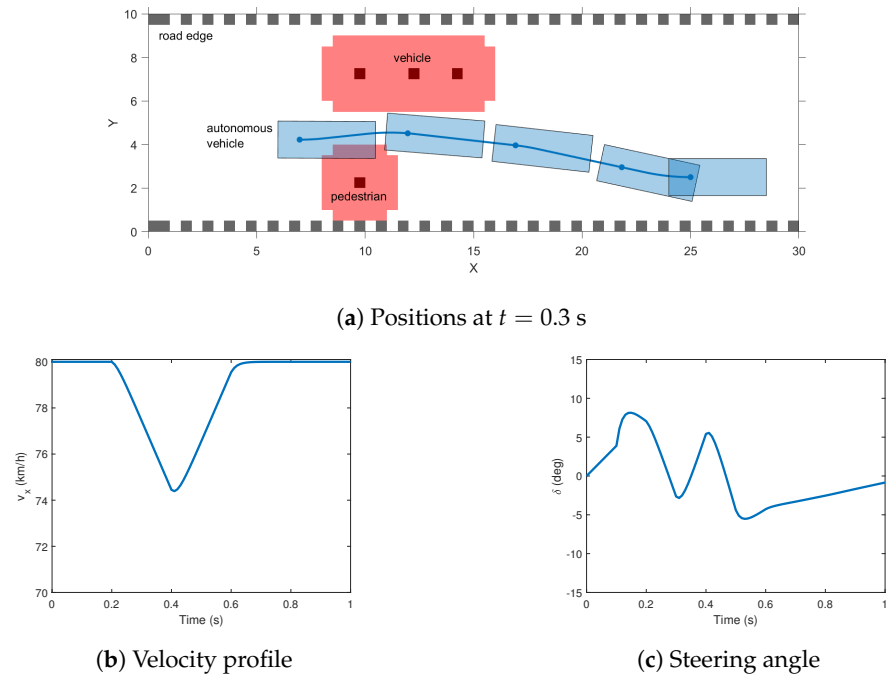 10
8
6
4
2
0
Y
road edge
vehicle
autonomous
vehicle
pedestrian
0 5 10 15 20 25 30
X
(a) Positions at t = 0.3 s
80
78
76
74
72
70
v_x (km/h)
0 0.2 0.4 0.6 0.8 1
Time (s)
(b) Velocity profile
15
10
5
0
-5
-10
-15
δ (deg)
0 0.2 0.4 0.6 0.8 1
Time (s)
(c) Steering angle